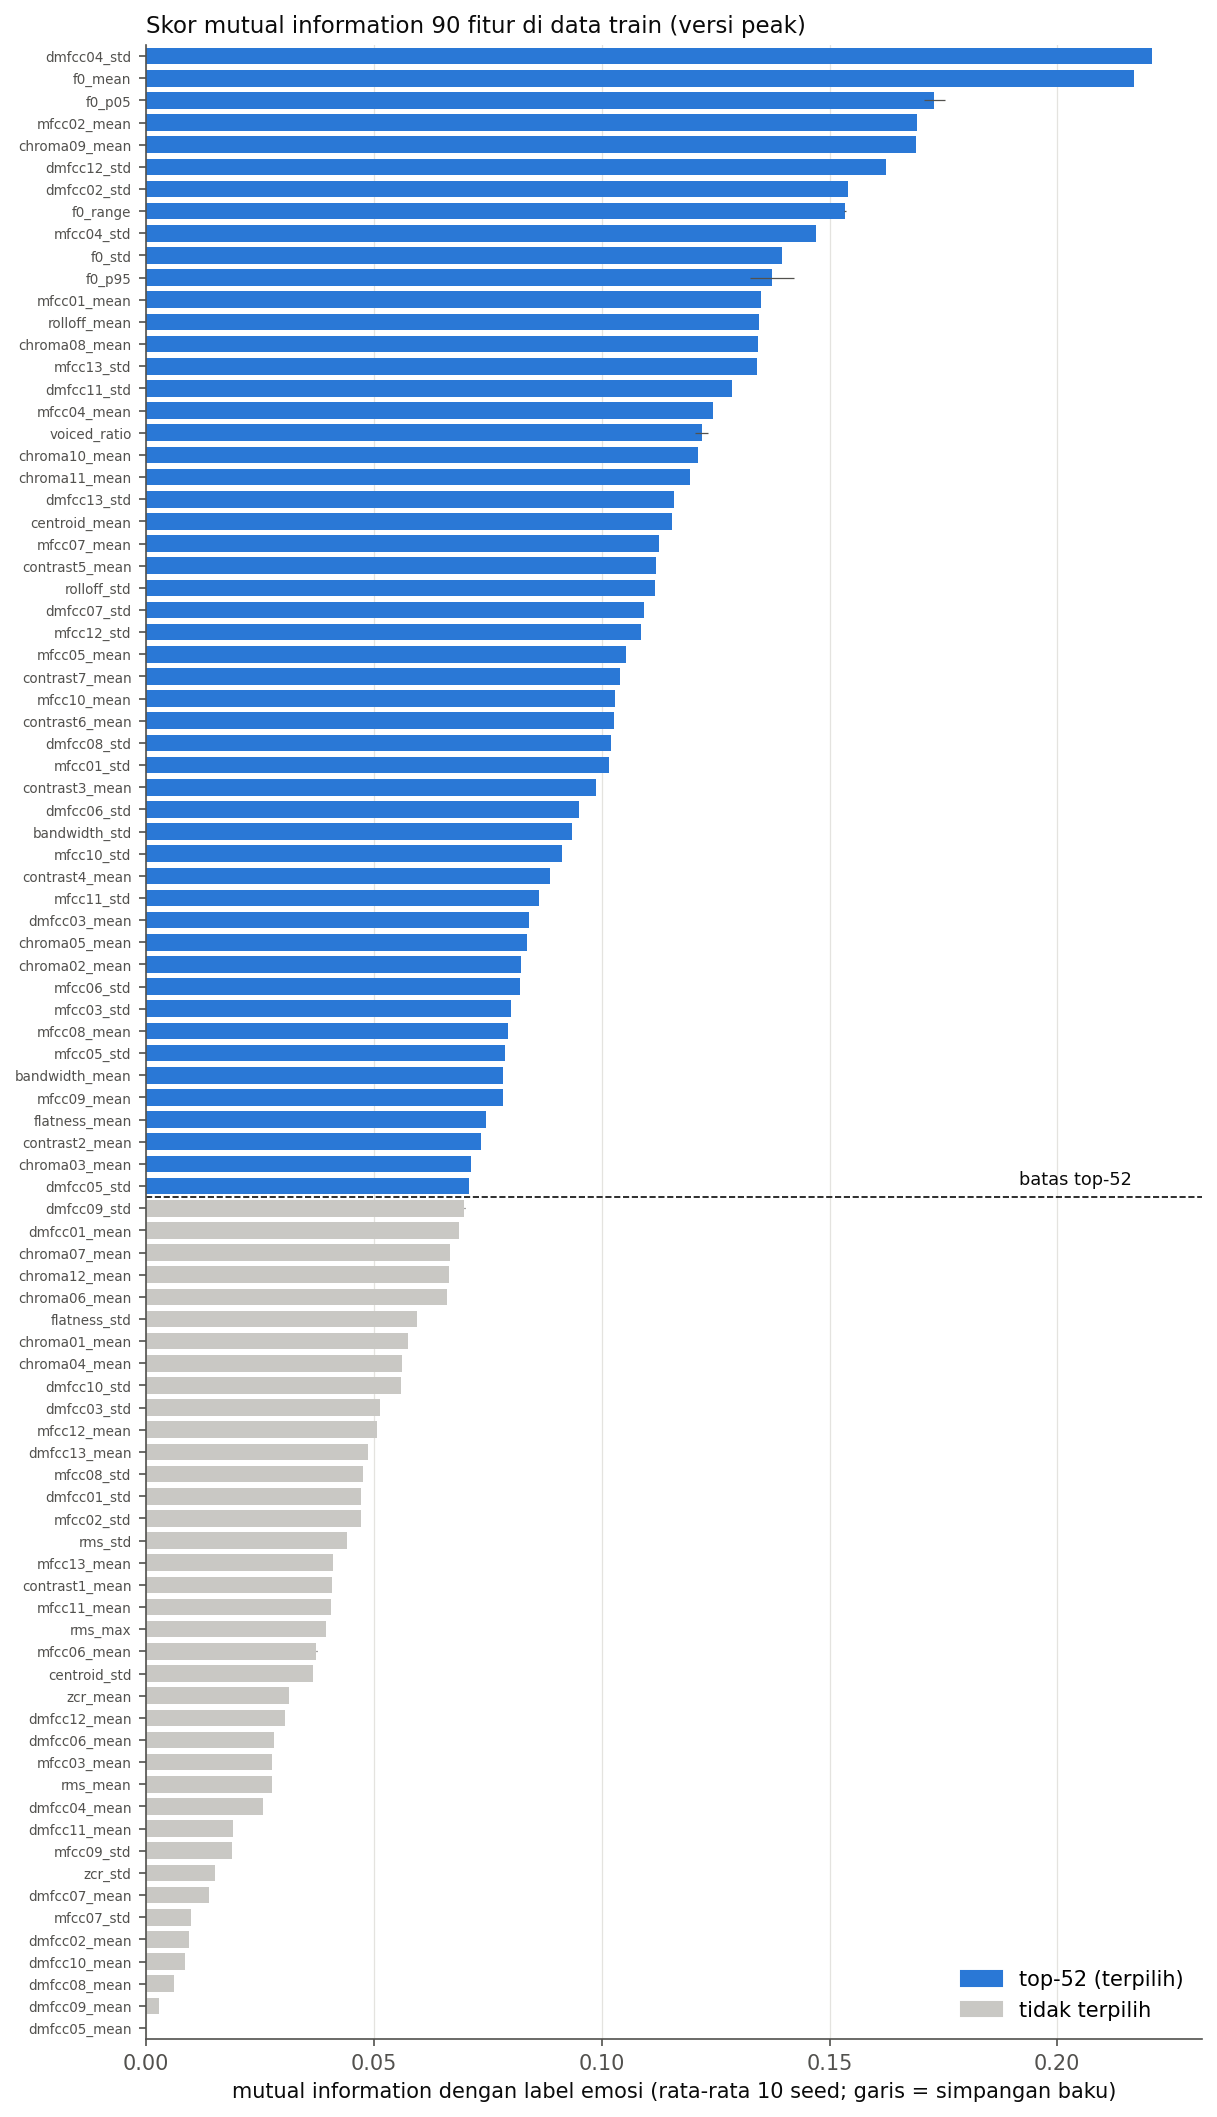 Skor mutual information 90 fitur di data train (versi peak)
dmfcc04_std
f0_mean
f0_p05
mfcc02_mean
chroma09_mean
dmfcc12_std
dmfcc02_std
f0_range
mfcc04_std
f0_std
f0_p95
mfcc01_mean
rolloff_mean
chroma08_mean
mfcc13_std
dmfcc11_std
mfcc04_mean
voiced_ratio
chroma10_mean
chroma11_mean
dmfcc13_std
centroid_mean
mfcc07_mean
contrast5_mean
rolloff_std
dmfcc07_std
mfcc12_std
mfcc05_mean
contrast7_mean
mfcc10_mean
contrast6_mean
dmfcc08_std
mfcc01_std
contrast3_mean
dmfcc06_std
bandwidth_std
mfcc10_std
contrast4_mean
mfcc11_std
dmfcc03_mean
chroma05_mean
chroma02_mean
mfcc06_std
mfcc03_std
mfcc08_mean
mfcc05_std
bandwidth_mean
mfcc09_mean
flatness_mean
contrast2_mean
chroma03_mean
dmfcc05_std
batas top-52
dmfcc09_std
dmfcc01_mean
chroma07_mean
chroma12_mean
chroma06_mean
flatness_std
chroma01_mean
chroma04_mean
dmfcc10_std
dmfcc03_std
mfcc12_mean
dmfcc13_mean
mfcc08_std
dmfcc01_std
mfcc02_std
rms_std
mfcc13_mean
contrast1_mean
mfcc11_mean
rms_max
mfcc06_mean
centroid_std
zcr_mean
dmfcc12_mean
dmfcc06_mean
mfcc03_mean
rms_mean
dmfcc04_mean
dmfcc11_mean
mfcc09_std
zcr_std
dmfcc07_mean
mfcc07_std
dmfcc02_mean
dmfcc10_mean
dmfcc08_mean
dmfcc09_mean
dmfcc05_mean
top-52 (terpilih)
tidak terpilih
0.00 0.05 0.10 0.15 0.20
mutual information dengan label emosi (rata-rata 10 seed; garis = simpangan baku)